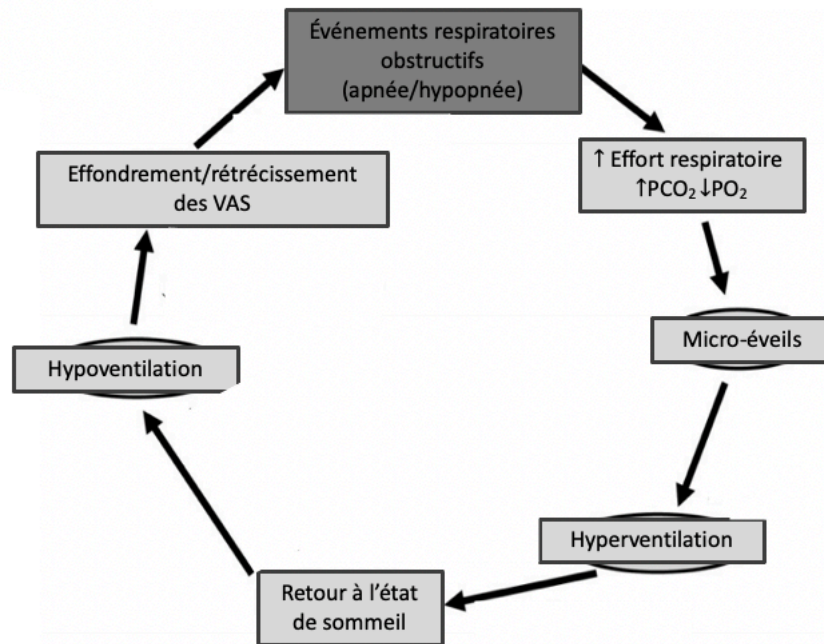 Événements respiratoires
obstructifs
(apnée/hypopnée)
↑ Effort respiratoire
↑PCO₂↓PO₂
Micro-éveils
Hyperventilation
Retour à l'état
de sommeil
Hypoventilation
Effondrement/rétrécissement
des VAS